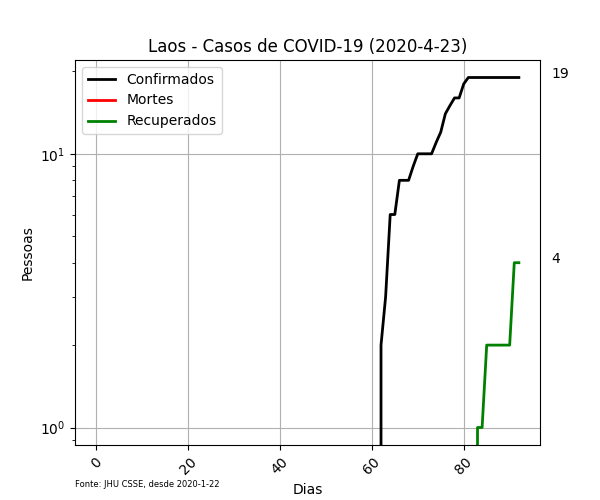 Laos - Casos de COVID-19 (2020-4-23)
Confirmados
Mortes
Recuperados
19
4
10¹
10⁰
Pessoas
0
20
40
60
80
Dias
Fonte: JHU CSSE, desde 2020-1-22